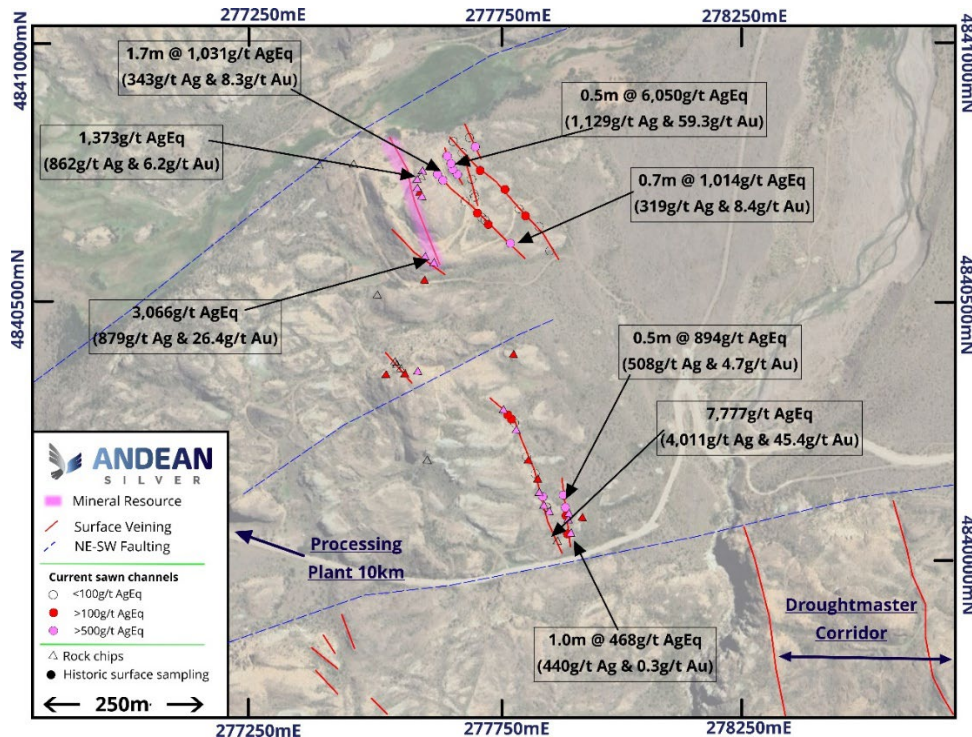 277250mE
277750mE
278250mE
4841000mN
4841000mN
1.7m @ 1,031g/t AgEq
(343g/t Ag & 8.3g/t Au)
0.5m @ 6,050g/t AgEq
(1,129g/t Ag & 59.3g/t Au)
1,373g/t AgEq
(862g/t Ag & 6.2g/t Au)
0.7m @ 1,014g/t AgEq
(319g/t Ag & 8.4g/t Au)
4840500mN
4840500mN
3,066g/t AgEq
(879g/t Ag & 26.4g/t Au)
0.5m @ 894g/t AgEq
(508g/t Ag & 4.7g/t Au)
7,777g/t AgEq
(4,011g/t Ag & 45.4g/t Au)
ANDEAN
SILVER
Mineral Resource
Surface Veining
NE-SW Faulting
Current sawn channels
<100g/t AgEq
>100g/t AgEq
>500g/t AgEq
Rock chips
Historic surface sampling
250m
Processing
Plant 10km
4840000mN
Droughtmaster
Corridor
1.0m @ 468g/t AgEq
(440g/t Ag & 0.3g/t Au)
277250mE
277750mE
278250mE